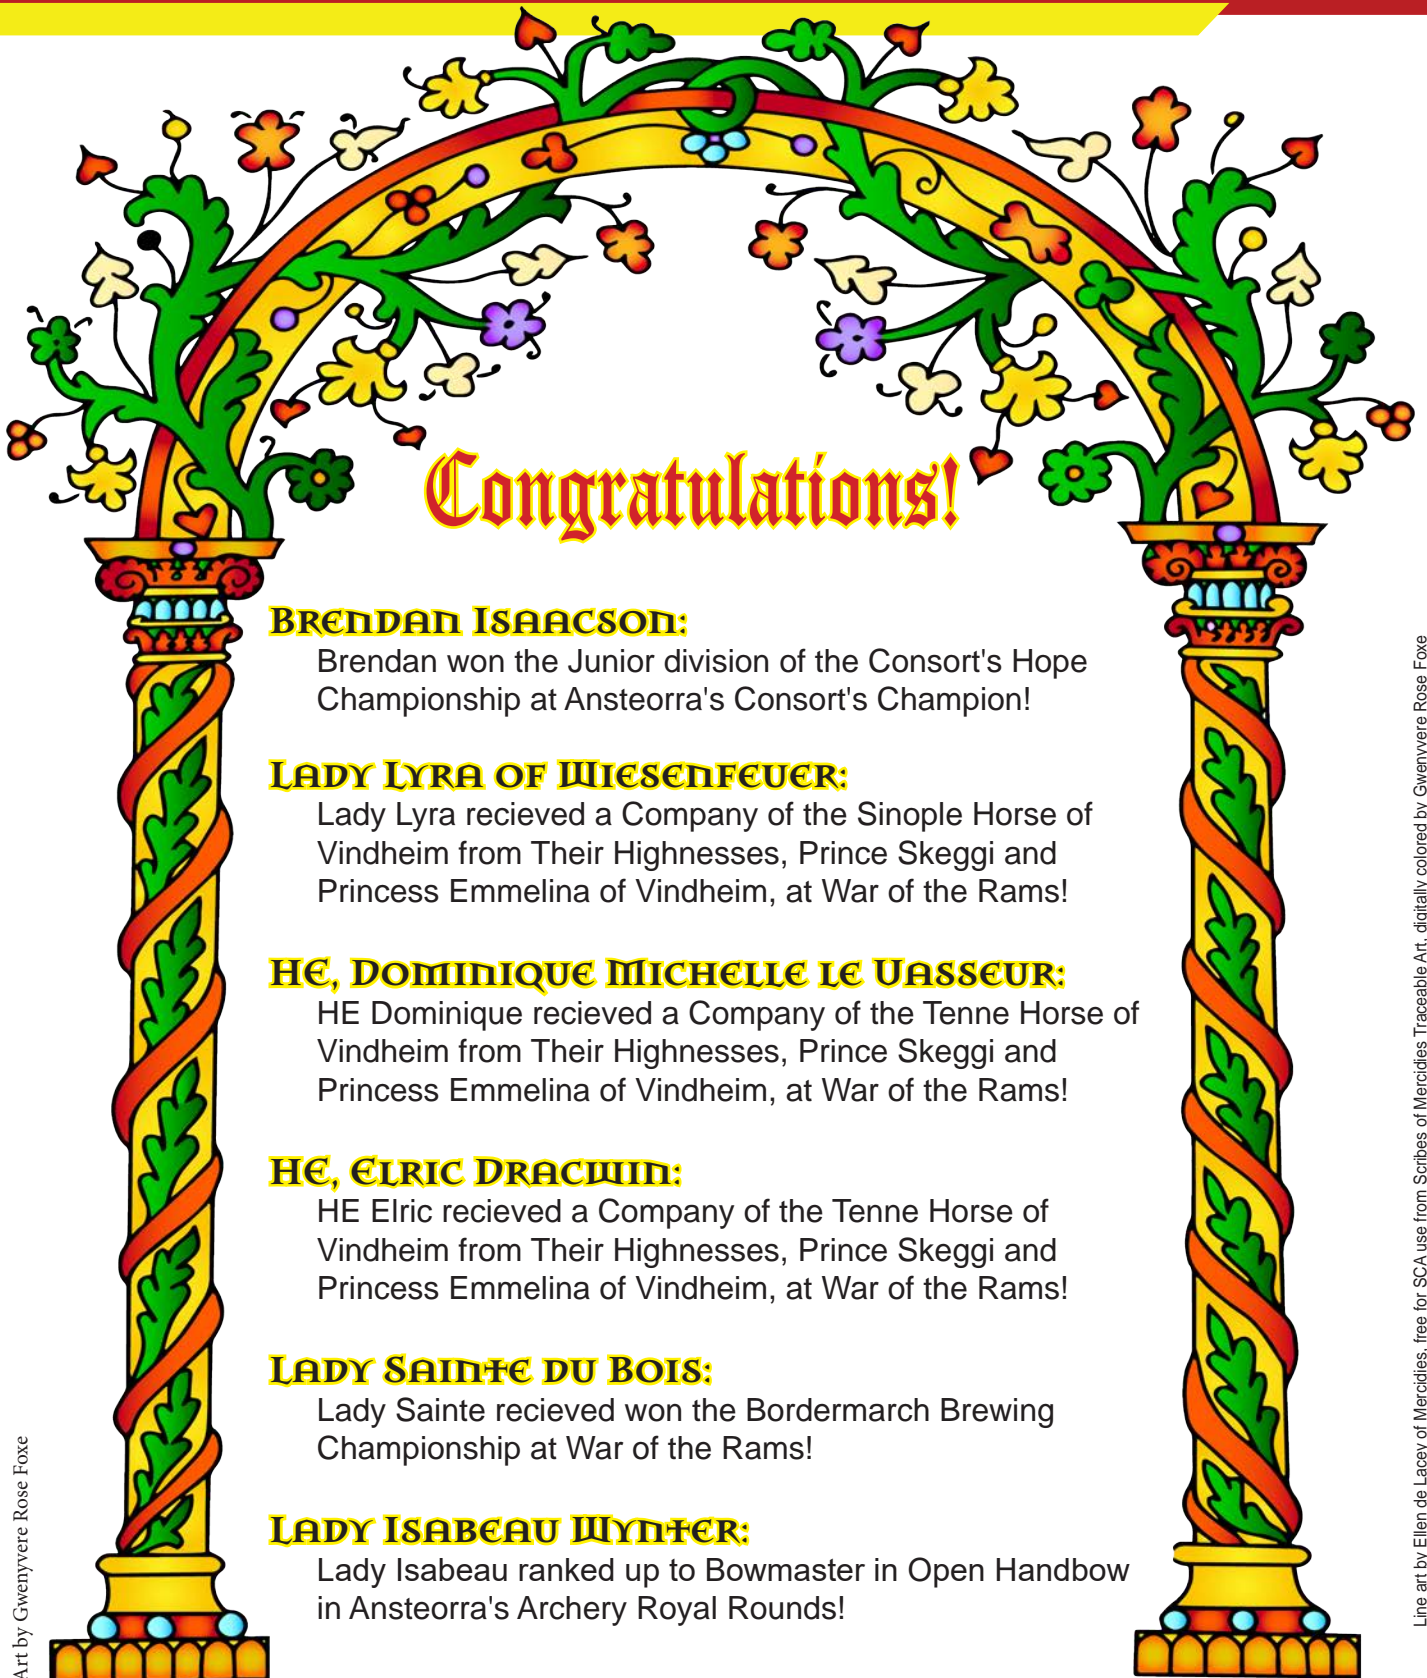 Congratulations!
Brendan Isaacson:
Brendan won the Junior division of the Consort's Hope
Championship at Ansteorra's Consort's Champion!
Lady Lyra of Wiesenfeuer:
Lady Lyra recieved a Company of the Sinople Horse of
Vindheim from Their Highnesses, Prince Skeggi and
Princess Emmelina of Vindheim, at War of the Rams!
HE, Dominique Michelle le Vasseur:
HE Dominique recieved a Company of the Tenne Horse of
Vindheim from Their Highnesses, Prince Skeggi and
Princess Emmelina of Vindheim, at War of the Rams!
HE, Elric Dracwin:
HE Elric recieved a Company of the Tenne Horse of
Vindheim from Their Highnesses, Prince Skeggi and
Princess Emmelina of Vindheim, at War of the Rams!
Lady Sainte du Bois:
Lady Sainte recieved won the Bordermarch Brewing
Championship at War of the Rams!
Lady Isabeau Wynter:
Lady Isabeau ranked up to Bowmaster in Open Handbow
in Ansteorra's Archery Royal Rounds!
Art by Gwenyvere Rose Foxe
Line art by Ellen de Lacey of Mercidies, free for SCA use from Scribes of Mercidies Traceable Art, digitally colored by Gwenyvere Rose Foxe